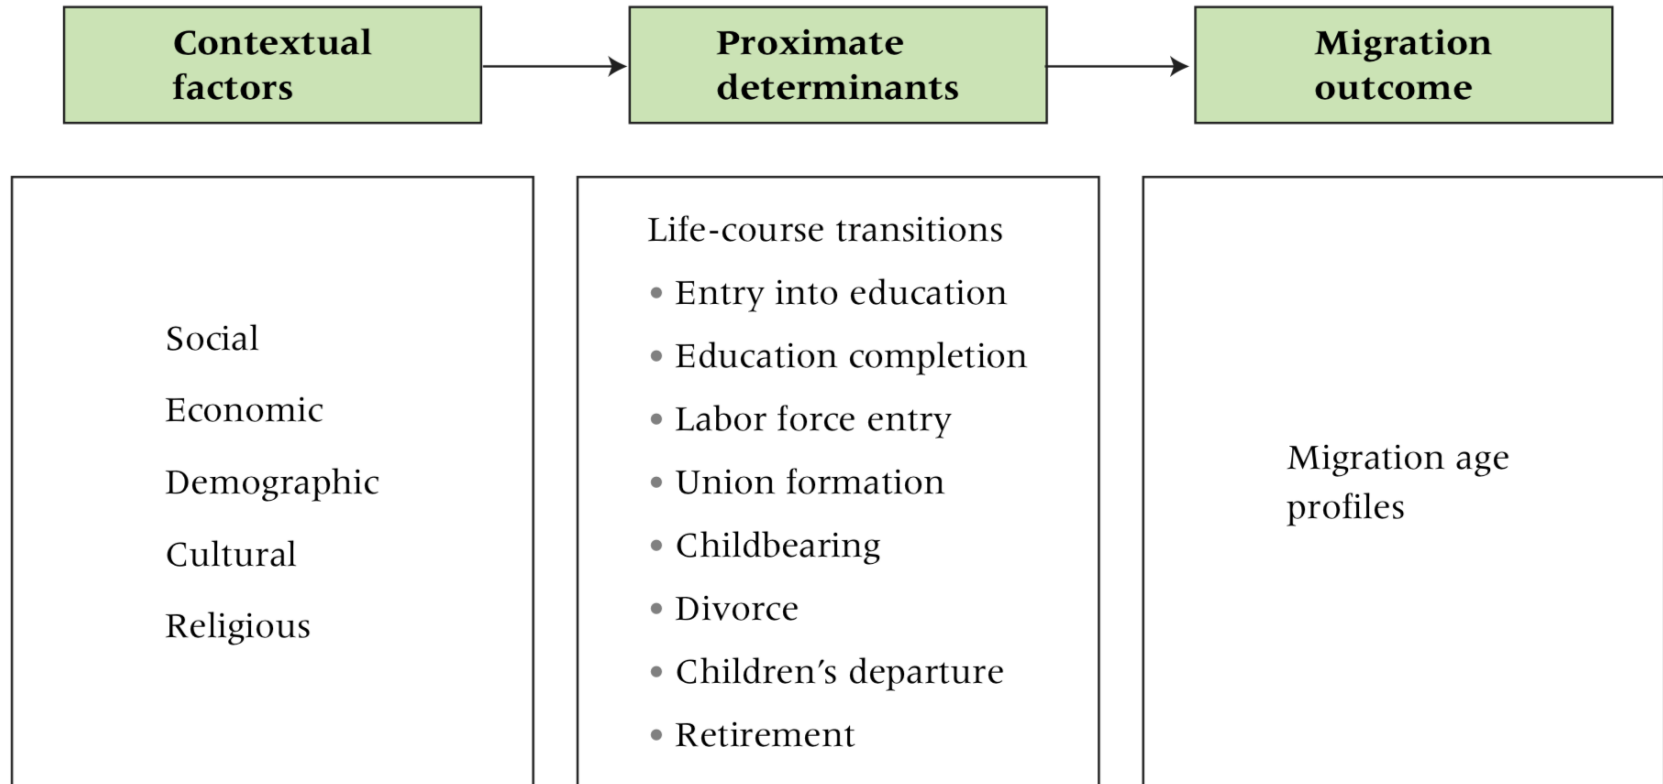 Contextual
factors
Proximate
determinants
Migration
outcome
Social
Economic
Demographic
Cultural
Religious
Life-course transitions
• Entry into education
• Education completion
• Labor force entry
• Union formation
• Childbearing
• Divorce
• Children’s departure
• Retirement
Migration age
profiles